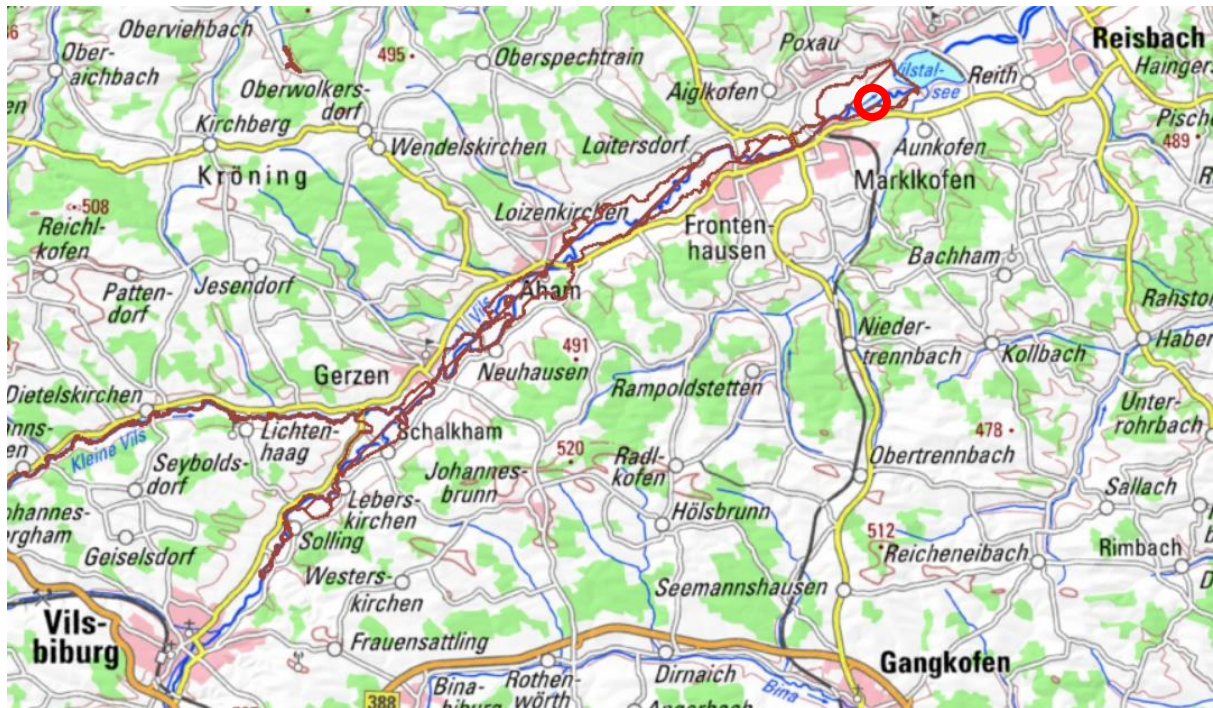 Oberviehbach
Ober-
aichbach
Oberwolkers-
dorf
495
Oberspechtrain
Poxau
Aiglkofen
Vilstal-
see
Reith
Reisbach
Kirchberg
Kröning
Wendelskirchen
Loitersdorf
Aunkofen
489
508
Reichl-
kofen
Loizenkirchen
Marklkofen
Fronten-
hausen
Bachham
Patten-
dorf
Jesendorf
Aham
Vils
491
Neuhausen
Nieder-
trennbach
Kollbach
Gerzen
Rampoldstetten
Dietelskirchen
Kleine Vils
Lichten-
haag
Schalkham
Unter-
rohrbach
478
Seybolds-
dorf
Johannes-
brunn
520
Radl-
kofen
Obertrennbach
Lebers-
kirchen
Hölsbrunn
Sallach
Geiselsdorf
Solling
512
Reicheneibach
Rimbach
Westers-
kirchen
Seemannshausen
Vils-
biburg
Frauensattling
Dirnaich
Gangkofen
388
Bina-
Rothen-
wörth
Bina